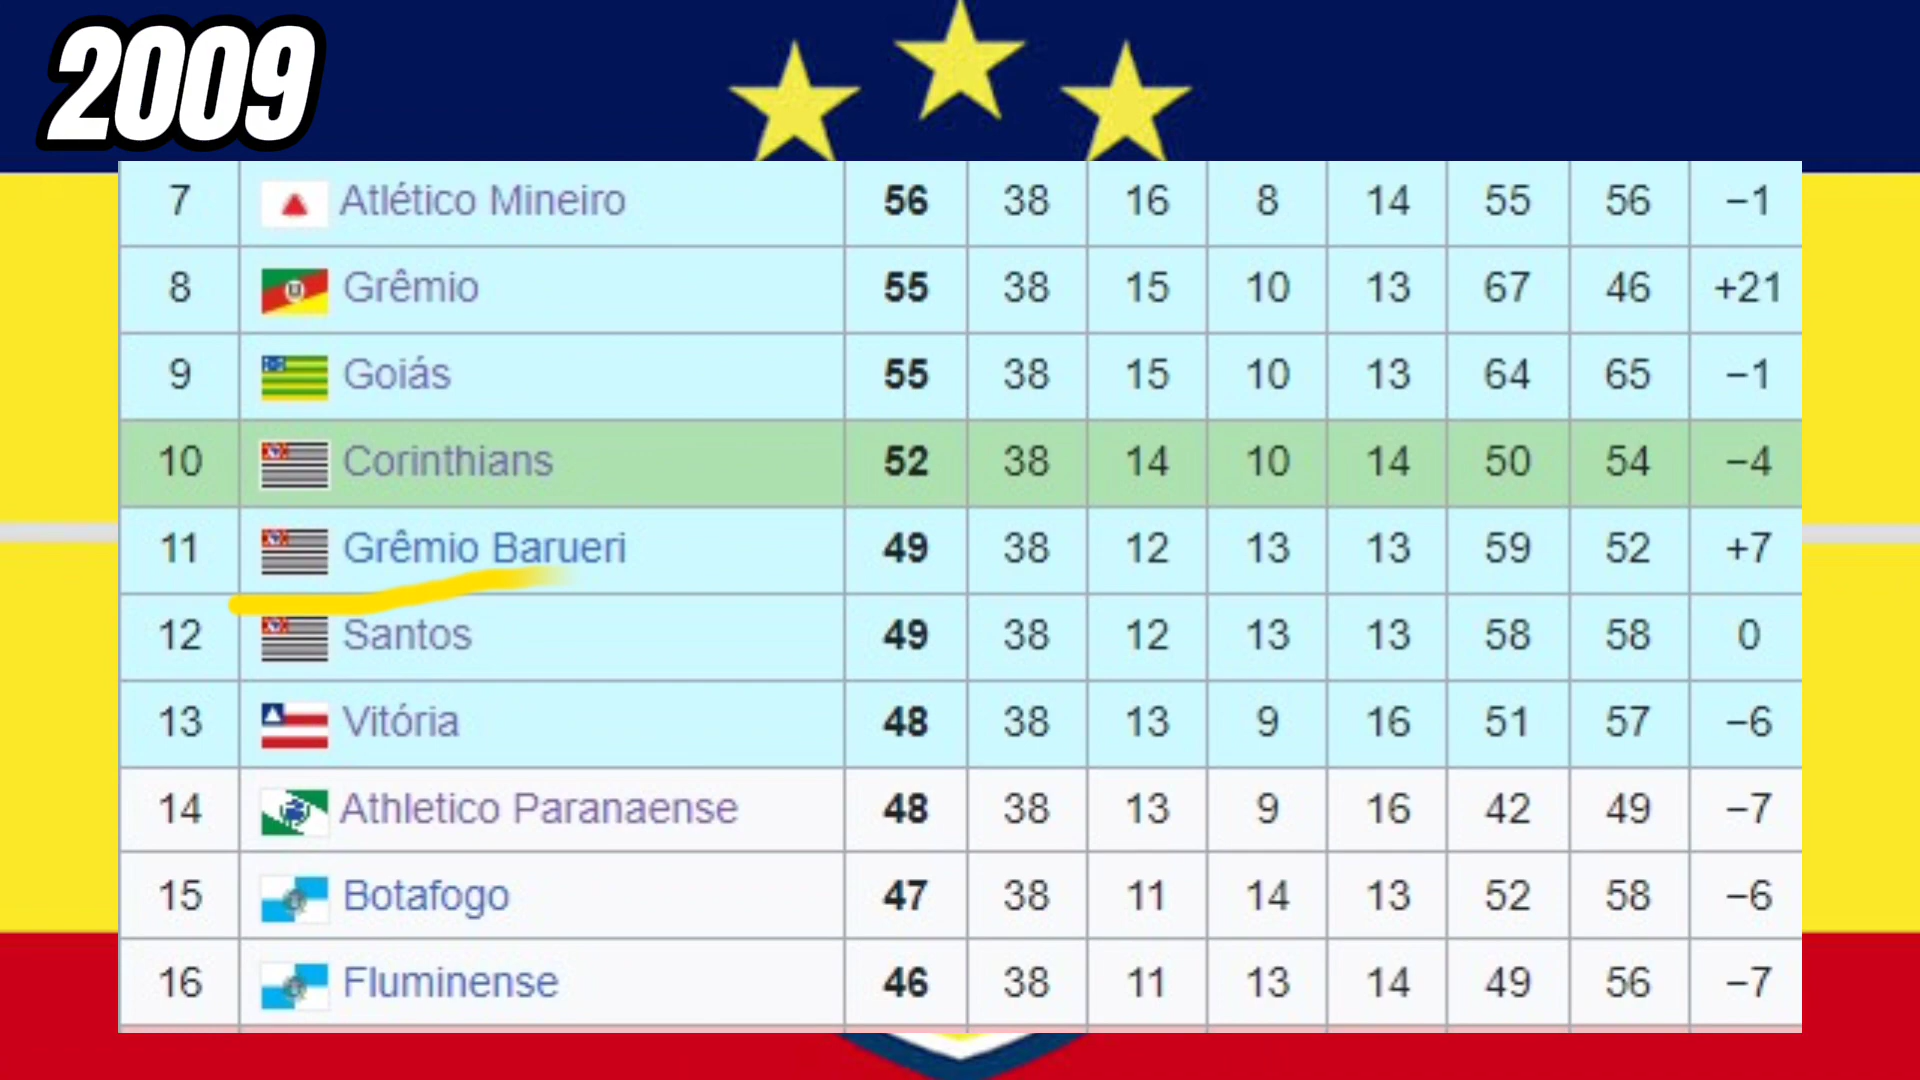 2009
7 Atlético Mineiro 56 38 16 8 14 55 56 −1
8 Grêmio 55 38 15 10 13 67 46 +21
9 Goiás 55 38 15 10 13 64 65 −1
10 Corinthians 52 38 14 10 14 50 54 −4
11 Grêmio Barueri 49 38 12 13 13 59 52 +7
12 Santos 49 38 12 13 13 58 58 0
13 Vitória 48 38 13 9 16 51 57 −6
14 Athletico Paranaense 48 38 13 9 16 42 49 −7
15 Botafogo 47 38 11 14 13 52 58 −6
16 Fluminense 46 38 11 13 14 49 56 −7